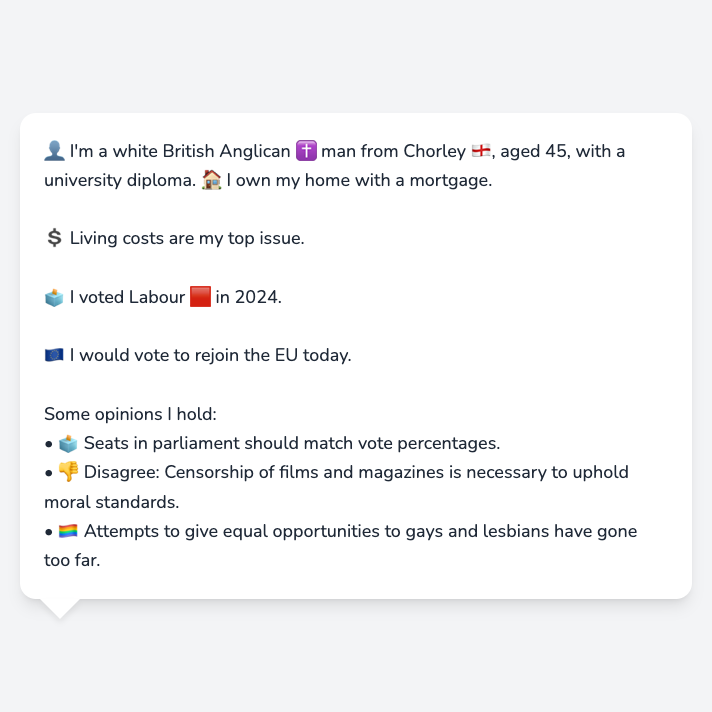 👤 I'm a white British Anglican ✝️ man from Chorley 🏴󠁧󠁢󠁥󠁮󠁧󠁿, aged 45, with a
university diploma. 🏠 I own my home with a mortgage.
💲 Living costs are my top issue.
🗳️ I voted Labour 🟥 in 2024.
🇪🇺 I would vote to rejoin the EU today.
Some opinions I hold:
• 🗳️ Seats in parliament should match vote percentages.
• 👎 Disagree: Censorship of films and magazines is necessary to uphold
moral standards.
• 🏳️‍🌈 Attempts to give equal opportunities to gays and lesbians have gone
too far.